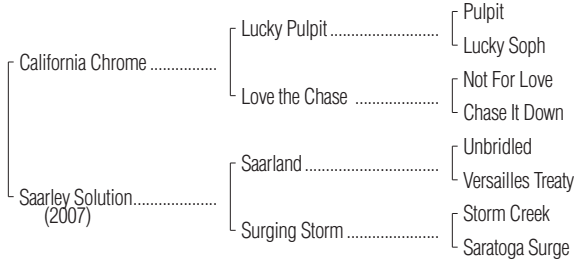 Pulpit
Lucky Pulpit ........................
Lucky Soph
California Chrome ................
Not For Love
Love the Chase ..................
Chase It Down
Unbridled
Saarland .............................
Versailles Treaty
Saarley Solution...................
(2007)
Storm Creek
Surging Storm ....................
Saratoga Surge